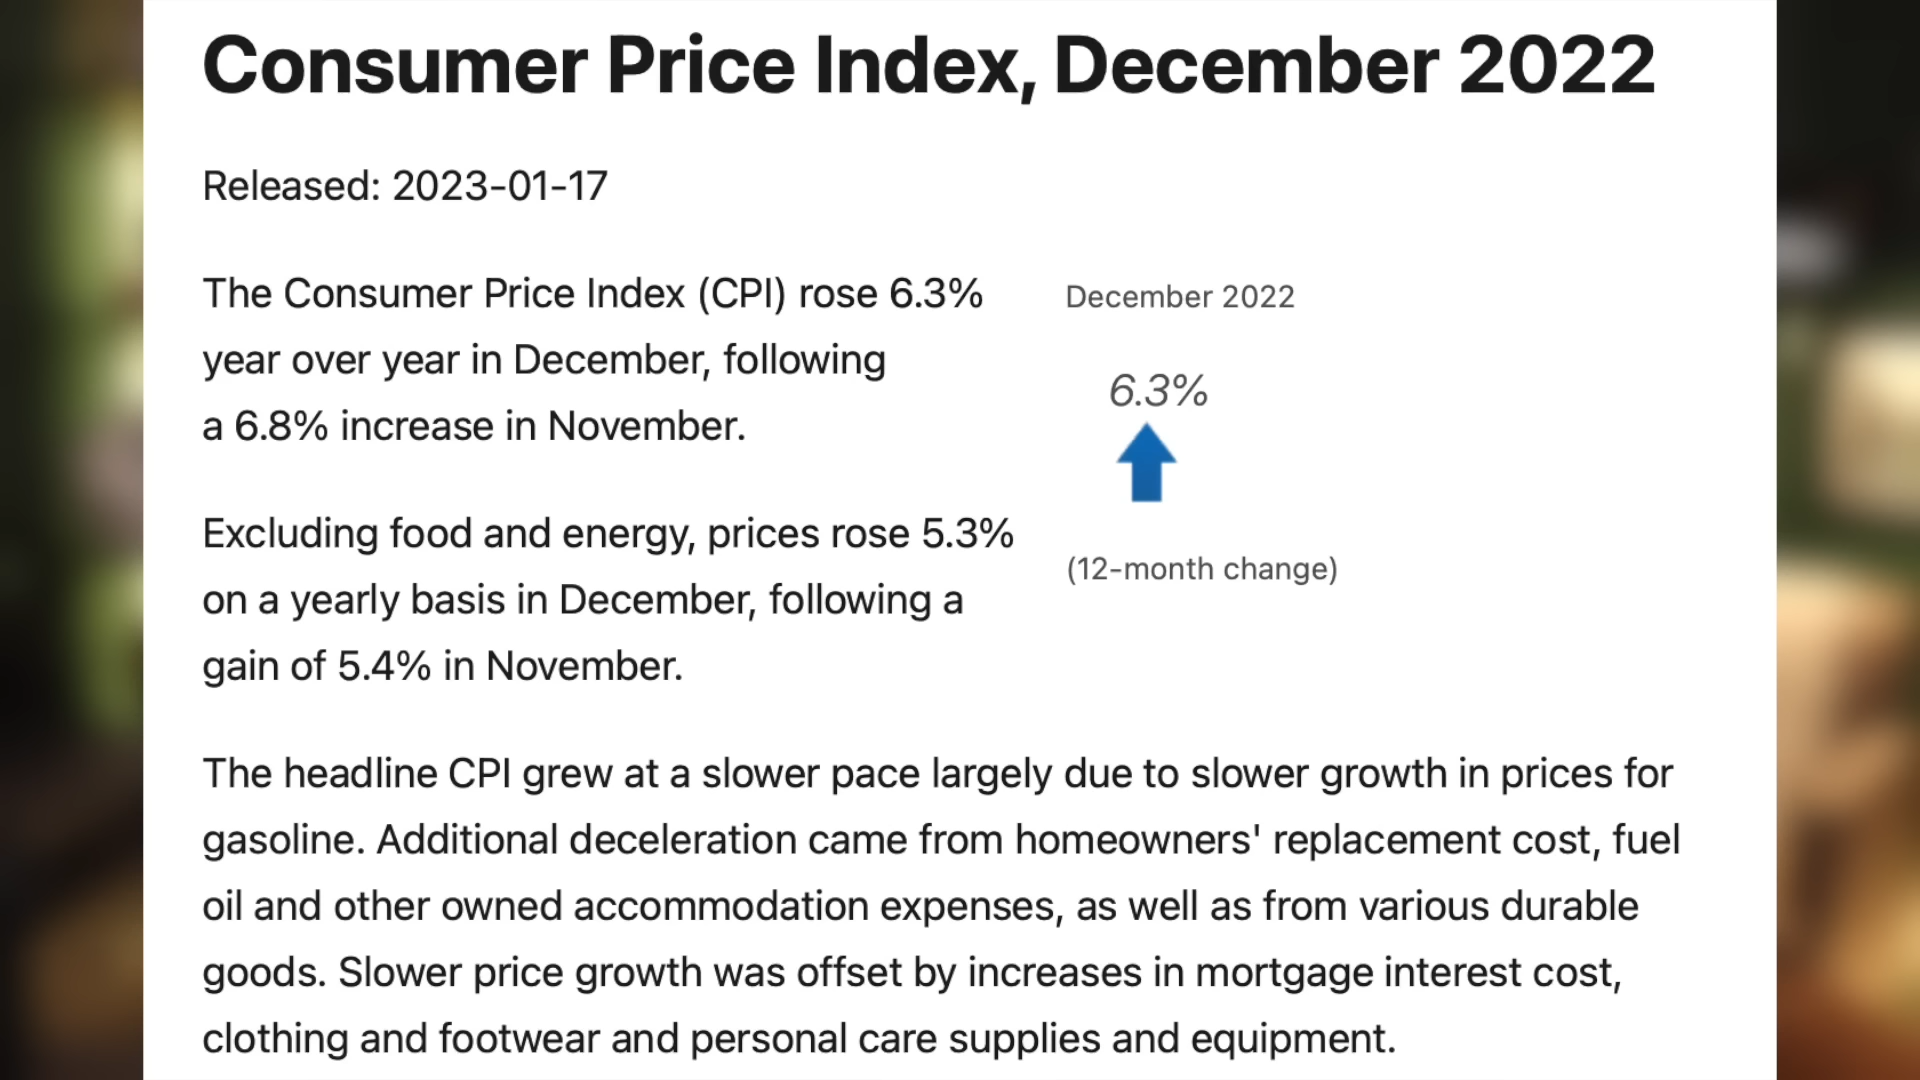 Consumer Price Index, December 2022
Released: 2023-01-17
The Consumer Price Index (CPI) rose 6.3%
year over year in December, following
a 6.8% increase in November.
Excluding food and energy, prices rose 5.3%
on a yearly basis in December, following a
gain of 5.4% in November.
December 2022
6.3%
(12-month change)
The headline CPI grew at a slower pace largely due to slower growth in prices for
gasoline. Additional deceleration came from homeowners' replacement cost, fuel
oil and other owned accommodation expenses, as well as from various durable
goods. Slower price growth was offset by increases in mortgage interest cost,
clothing and footwear and personal care supplies and equipment.